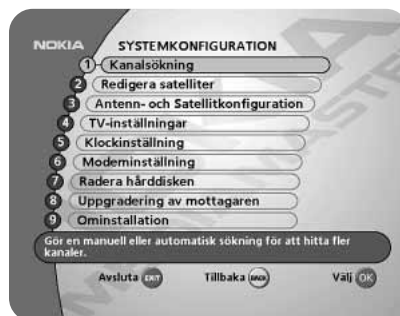 NOKIA
SYSTEMKONFIGURATION
1 Kanalsökning
2 Redigera satelliter
3 Antenn- och Satellitkonfiguration
4 TV-inställningar
5 Klockinställning
6 Modeminställning
7 Radera hårddisken
8 Uppgradering av mottagaren
9 Ominstallation
Gör en manuell eller automatisk sökning för att hitta fler
kanaler.
Avsluta EXIT Tillbaka BACK Välj OK